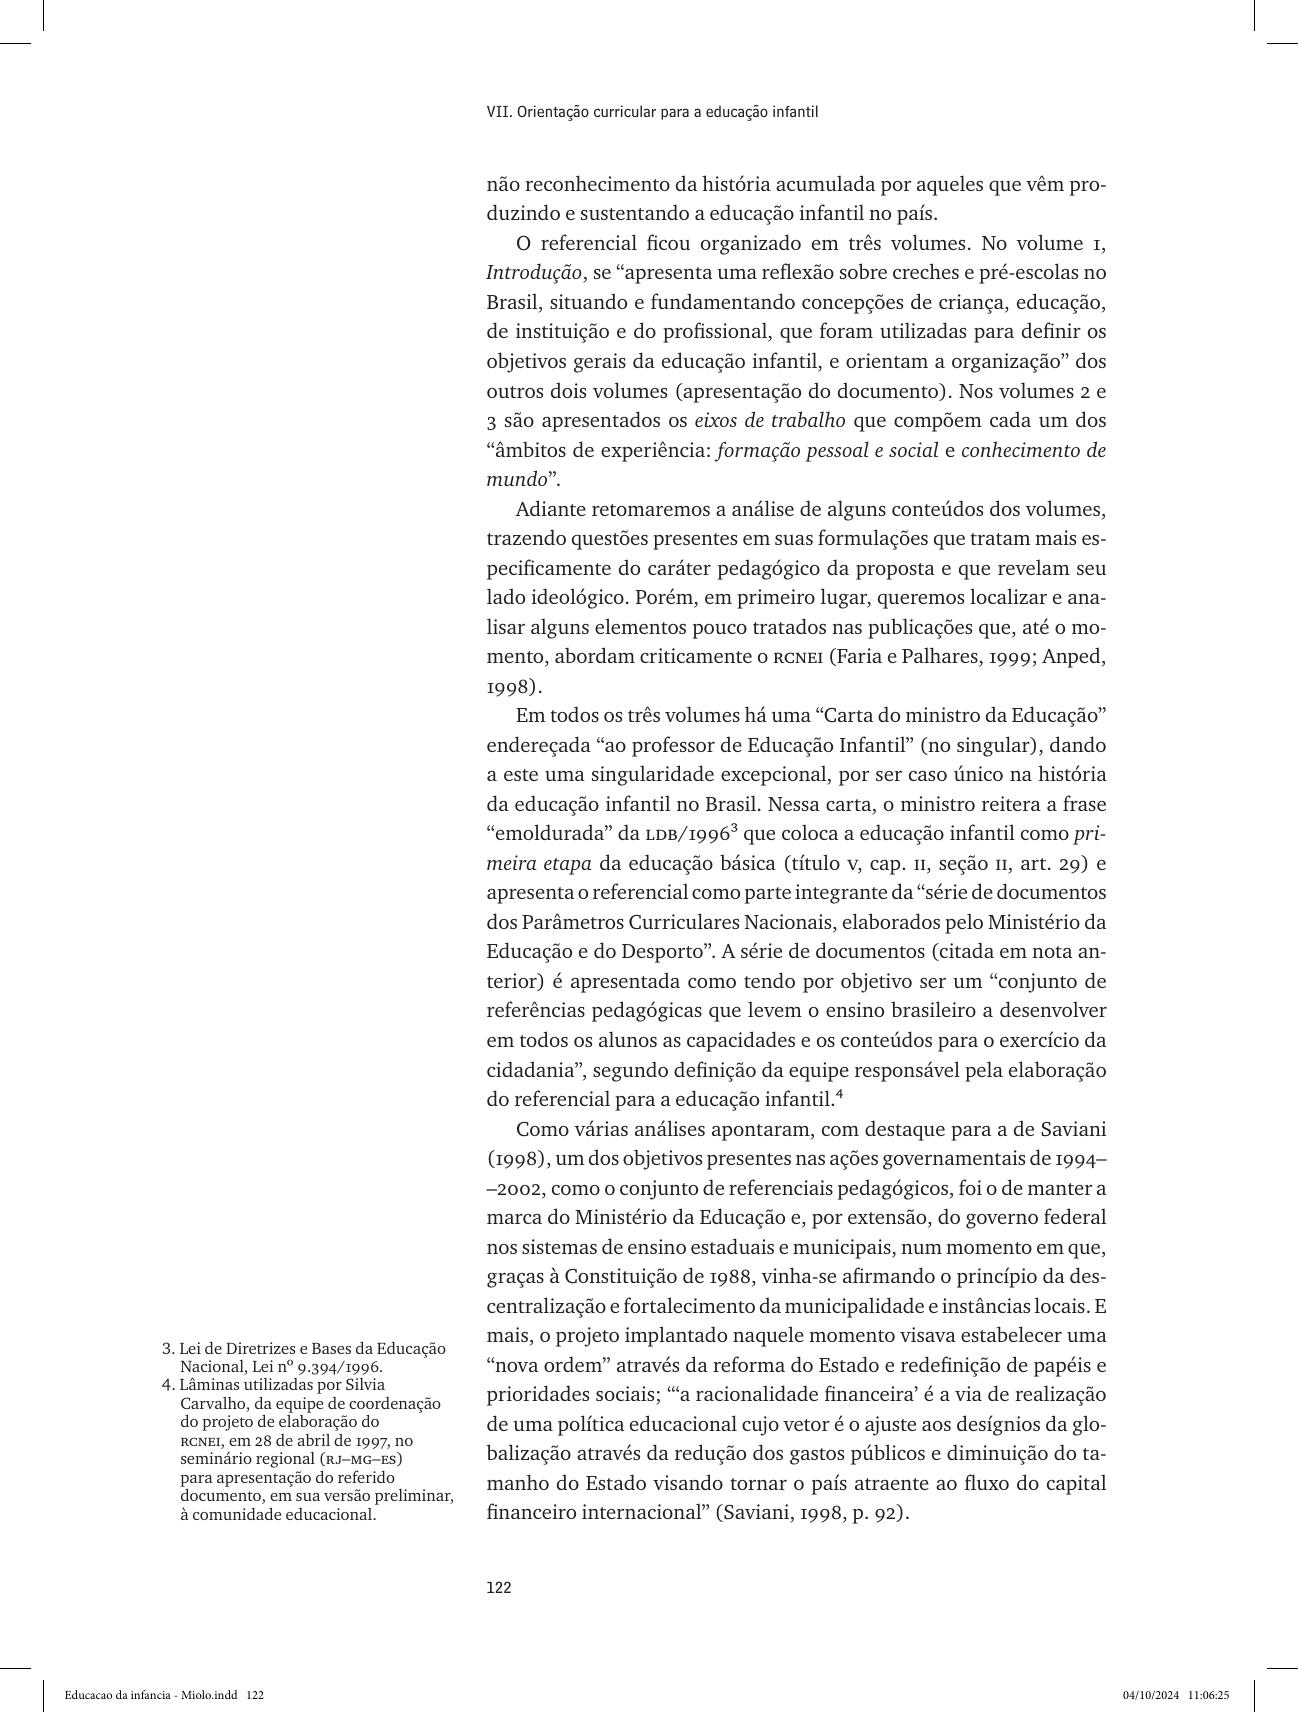 VII. Orientação curricular para a educação infantil
não reconhecimento da história acumulada por aqueles que vêm pro-
duzindo e sustentando a educação infantil no país.
O referencial ficou organizado em três volumes. No volume 1,
Introdução, se “apresenta uma reflexão sobre creches e pré-escolas no
Brasil, situando e fundamentando concepções de criança, educação,
de instituição e do profissional, que foram utilizadas para definir os
objetivos gerais da educação infantil, e orientam a organização” dos
outros dois volumes (apresentação do documento). Nos volumes 2 e
3 são apresentados os eixos de trabalho que compõem cada um dos
“âmbitos de experiência: formação pessoal e social e conhecimento de
mundo”.
Adiante retomaremos a análise de alguns conteúdos dos volumes,
trazendo questões presentes em suas formulações que tratam mais es-
pecificamente do caráter pedagógico da proposta e que revelam seu
lado ideológico. Porém, em primeiro lugar, queremos localizar e ana-
lisar alguns elementos pouco tratados nas publicações que, até o mo-
mento, abordam criticamente o RCNEI (Faria e Palhares, 1999; Anped,
1998).
Em todos os três volumes há uma “Carta do ministro da Educação”
endereçada “ao professor de Educação Infantil” (no singular), dando
a este uma singularidade excepcional, por ser caso único na história
da educação infantil no Brasil. Nessa carta, o ministro reitera a frase
“emoldurada” da LDB/1996³ que coloca a educação infantil como pri-
meira etapa da educação básica (título V, cap. II, seção II, art. 29) e
apresenta o referencial como parte integrante da “série de documentos
dos Parâmetros Curriculares Nacionais, elaborados pelo Ministério da
Educação e do Desporto”. A série de documentos (citada em nota an-
terior) é apresentada como tendo por objetivo ser um “conjunto de
referências pedagógicas que levem o ensino brasileiro a desenvolver
em todos os alunos as capacidades e os conteúdos para o exercício da
cidadania”, segundo definição da equipe responsável pela elaboração
do referencial para a educação infantil.⁴
Como várias análises apontaram, com destaque para a de Saviani
(1998), um dos objetivos presentes nas ações governamentais de 1994–
–2002, como o conjunto de referenciais pedagógicos, foi o de manter a
marca do Ministério da Educação e, por extensão, do governo federal
nos sistemas de ensino estaduais e municipais, num momento em que,
graças à Constituição de 1988, vinha-se afirmando o princípio da des-
centralização e fortalecimento da municipalidade e instâncias locais. E
mais, o projeto implantado naquele momento visava estabelecer uma
“nova ordem” através da reforma do Estado e redefinição de papéis e
prioridades sociais; “‘a racionalidade financeira’ é a via de realização
de uma política educacional cujo vetor é o ajuste aos desígnios da glo-
balização através da redução dos gastos públicos e diminuição do ta-
manho do Estado visando tornar o país atraente ao fluxo do capital
financeiro internacional” (Saviani, 1998, p. 92).
3. Lei de Diretrizes e Bases da Educação
Nacional, Lei nº 9.394/1996.
4. Lâminas utilizadas por Silvia
Carvalho, da equipe de coordenação
do projeto de elaboração do
RCNEI, em 28 de abril de 1997, no
seminário regional (RJ–MG–ES)
para apresentação do referido
documento, em sua versão preliminar,
à comunidade educacional.
122
Educacao da infancia - Miolo.indd 122
04/10/2024 11:06:25